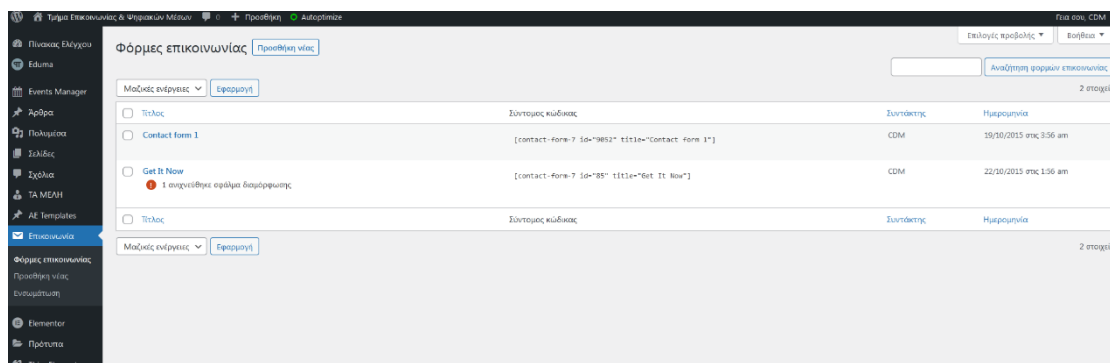 Τμήμα Επικοινωνίας & Ψηφιακών Μέσων 0 + Προσθήκη Autoptimize Γεια σου, CDM
Πίνακας Ελέγχου
Eduma
Events Manager
Άρθρα
Πολυμέσα
Σελίδες
Σχόλια
ΤΑ ΜΕΛΗ
AE Templates
Επικοινωνία
Φόρμες επικοινωνίας
Προσθήκη νέας
Ενσωμάτωση
Elementor
Πρότυπα
Επιλογές προβολής Βοήθεια
Φόρμες επικοινωνίας Προσθήκη νέας
Αναζήτηση φορμών επικοινωνίας
Μαζικές ενέργειες Εφαρμογή 2 στοιχεί
Τίτλος Σύντομος κώδικας Συντάκτης Ημερομηνία
Contact form 1 [contact-form-7 id="9052" title="Contact form 1"] CDM 19/10/2015 στις 3:56 am
Get It Now [contact-form-7 id="85" title="Get It Now"] CDM 22/10/2015 στις 1:56 am
1 ανιχνεύθηκε σφάλμα διαμόρφωσης
Τίτλος Σύντομος κώδικας Συντάκτης Ημερομηνία
Μαζικές ενέργειες Εφαρμογή 2 στοιχεί